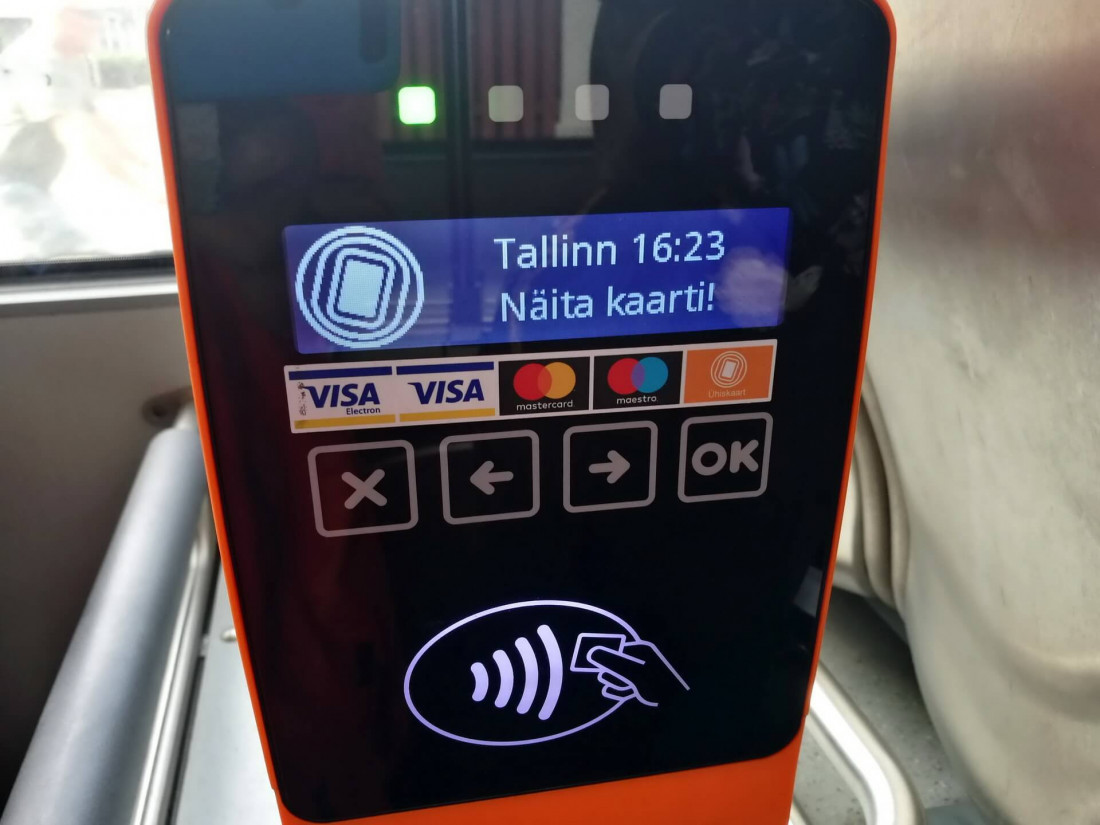 Tallinn 16:23
Näita kaarti!
VISA Electron
VISA
mastercard
maestro
Ühiskaart
OK